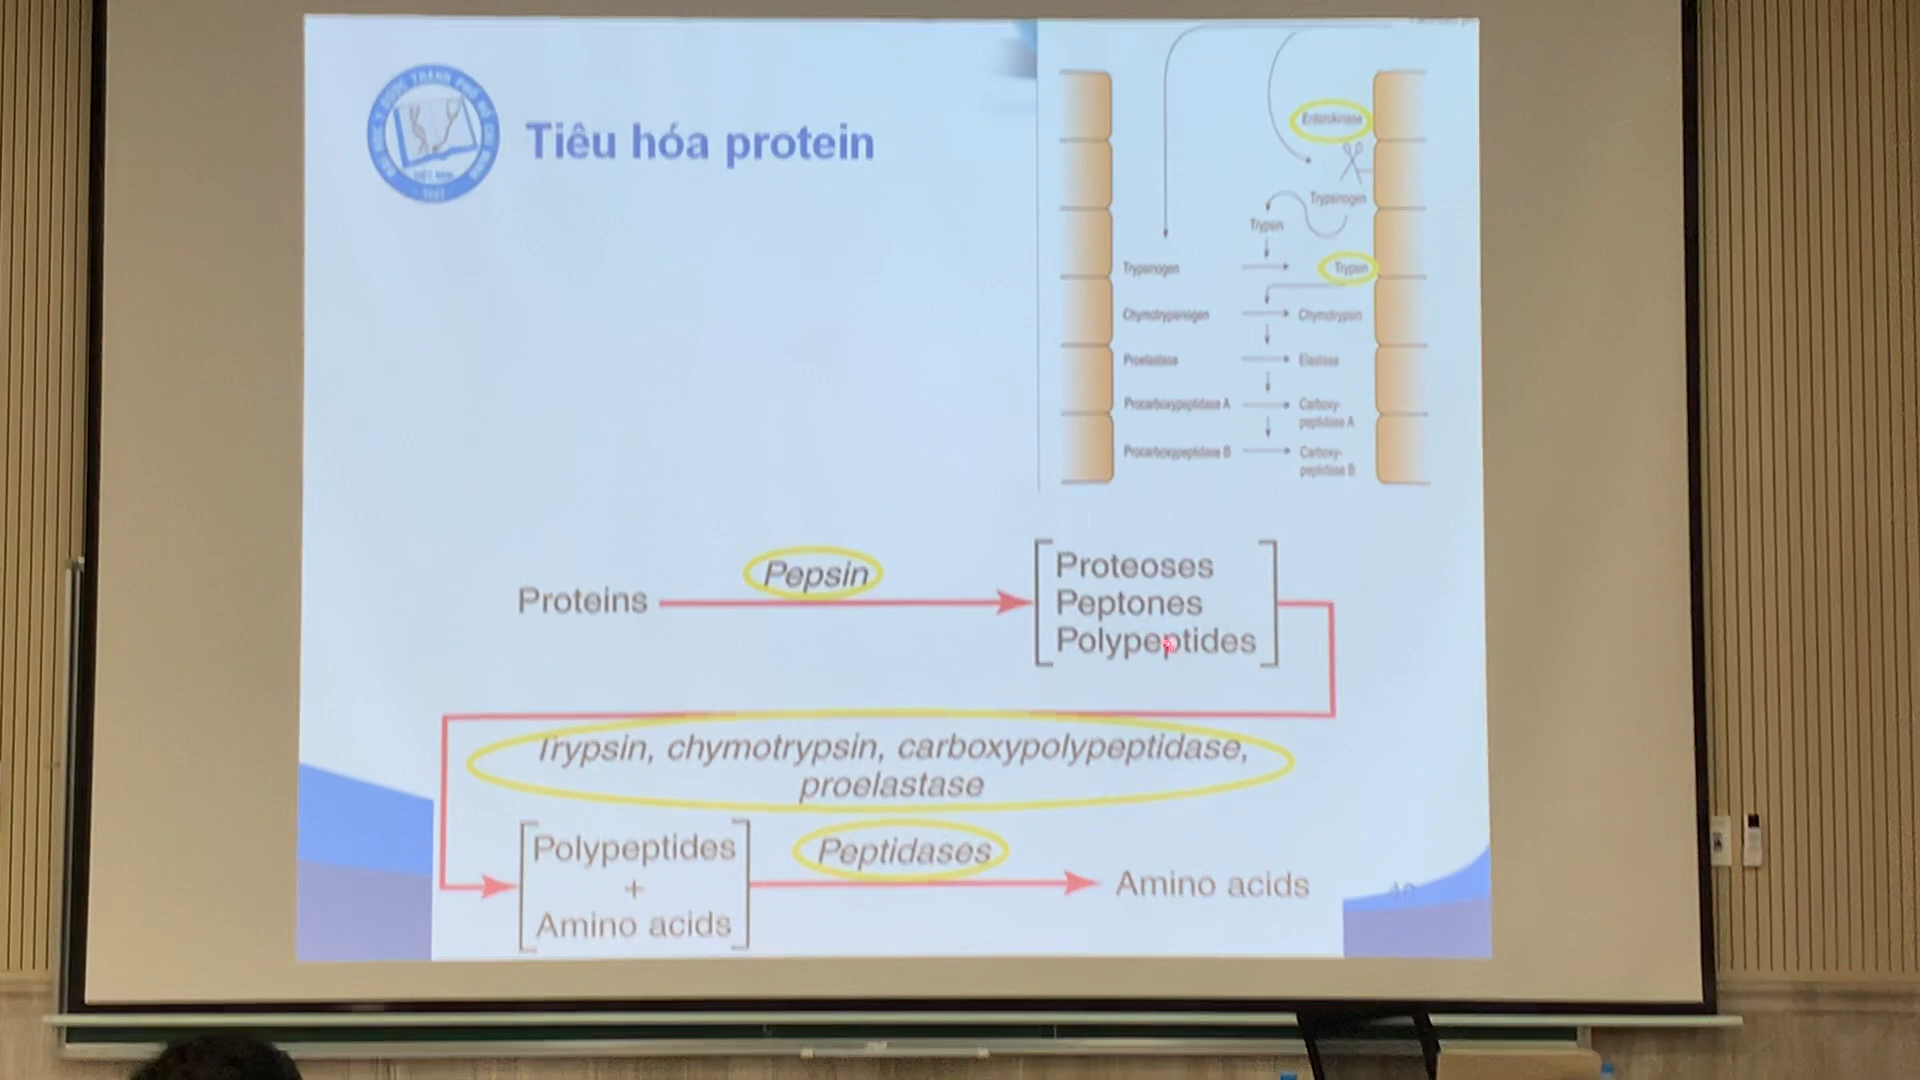 Tiêu hóa protein
Enterokinase
Trypsinogen
Trypsin
Trypsinogen
Trypsin
Chymotrypsinogen
Chymotrypsin
Proelastase
Elastase
Procarboxypeptidase A
Carboxy-
peptidase A
Procarboxypeptidase B
Carboxy-
peptidase B
Proteins
Pepsin
Proteoses
Peptones
Polypeptides
Trypsin, chymotrypsin, carboxypolypeptidase,
proelastase
Polypeptides
+
Amino acids
Peptidases
Amino acids